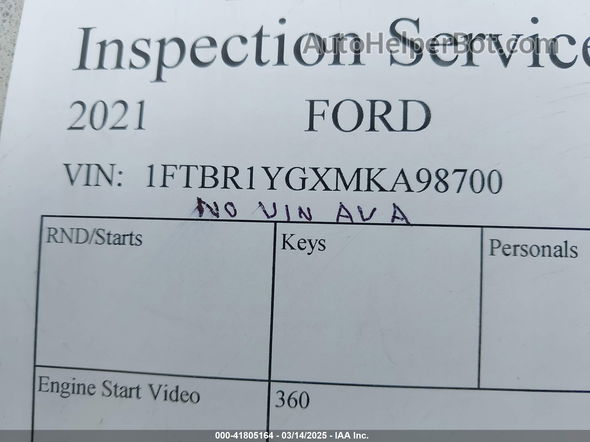 Inspection Service
AutoHelperBot.com
2021 FORD
VIN: 1FTBR1YGXMKA98700
NO VIN AVA
RND/Starts Keys Personals
Engine Start Video 360
000-41805164 - 03/14/2025 - IAA Inc.